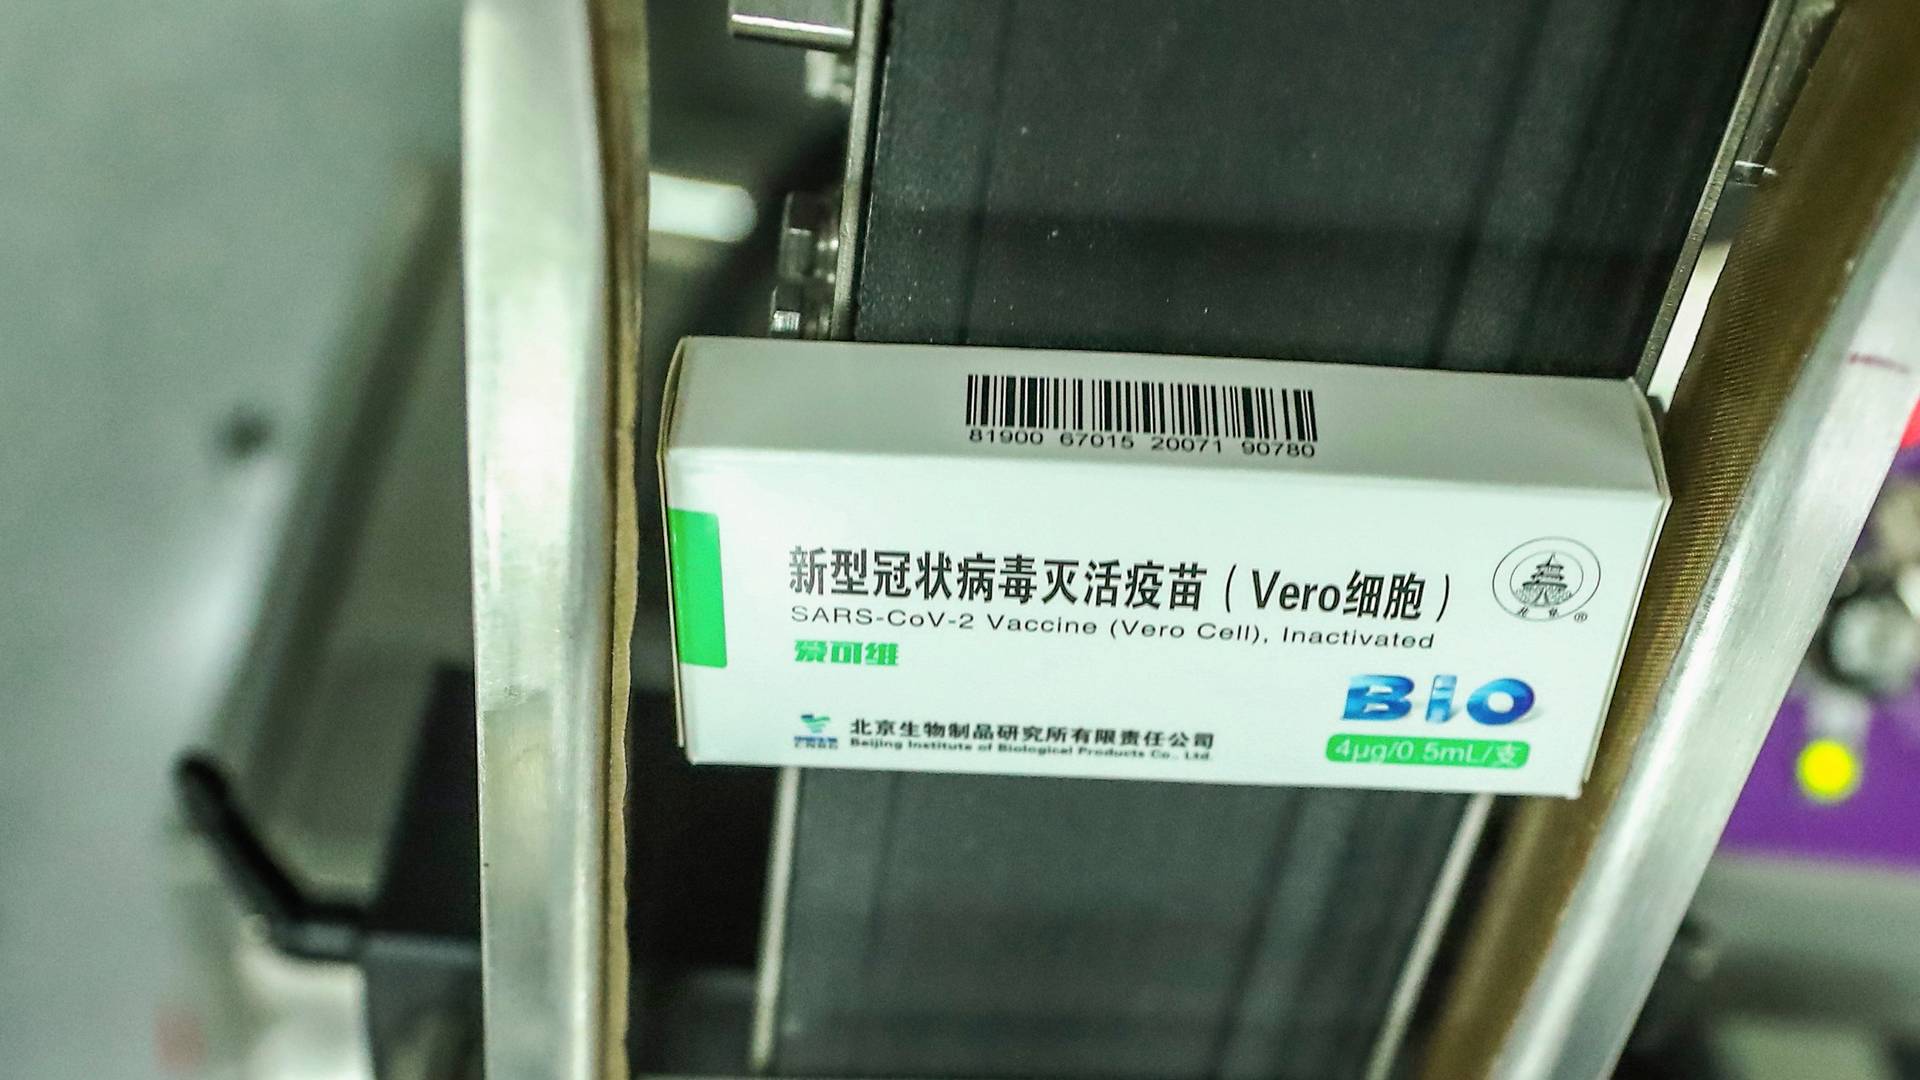 81900 67015 20071 90780
新型冠状病毒灭活疫苗（Vero细胞）
SARS-CoV-2 Vaccine (Vero Cell), Inactivated
爱可维
BiO
北京生物制品研究所有限责任公司
Beijing Institute of Biological Products Co., Ltd.
4μg/0.5mL/支